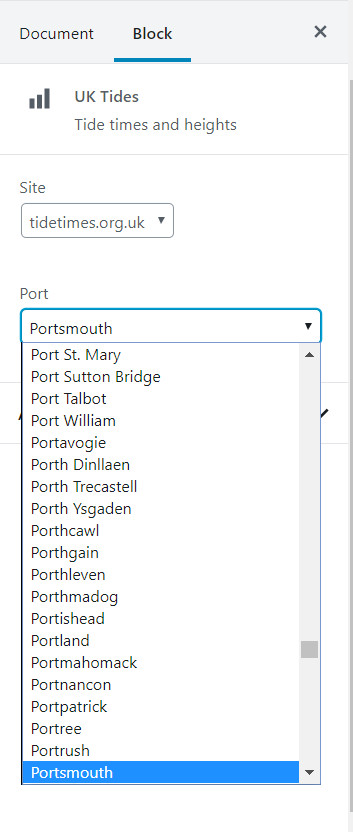 Document Block
UK Tides
Tide times and heights
Site
tidetimes.org.uk
Port
Portsmouth
Port St. Mary
Port Sutton Bridge
Port Talbot
Port William
Portavogie
Porth Dinllaen
Porth Trecastell
Porth Ysgaden
Porthcawl
Porthgain
Porthleven
Porthmadog
Portishead
Portland
Portmahomack
Portnancon
Portpatrick
Portree
Portrush
Portsmouth